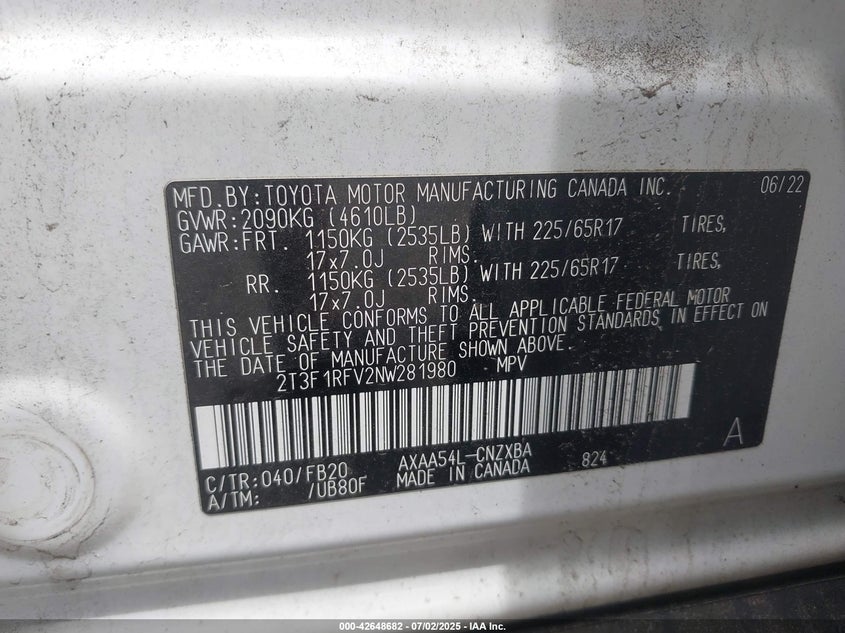 MFD.BY:TOYOTA MOTOR MANUFACTURING CANADA INC. 06/22
GVWR:2090KG (4610LB)
GAWR:FRT. 1150KG (2535LB) WITH 225/65R17 TIRES,
17x7.0J RIMS.
RR. 1150KG (2535LB) WITH 225/65R17 TIRES,
17x7.0J RIMS.
THIS VEHICLE CONFORMS TO ALL APPLICABLE FEDERAL MOTOR
VEHICLE SAFETY AND THEFT PREVENTION STANDARDS IN EFFECT ON
THE DATE OF MANUFACTURE SHOWN ABOVE.
2T3F1RFV2NW281980 MPV
A
C/TR:040/FB20 AXAA54L-CNZXBA 824
A/TM: /UB80F MADE IN CANADA
000-42648682 - 07/02/2025 - IAA Inc.